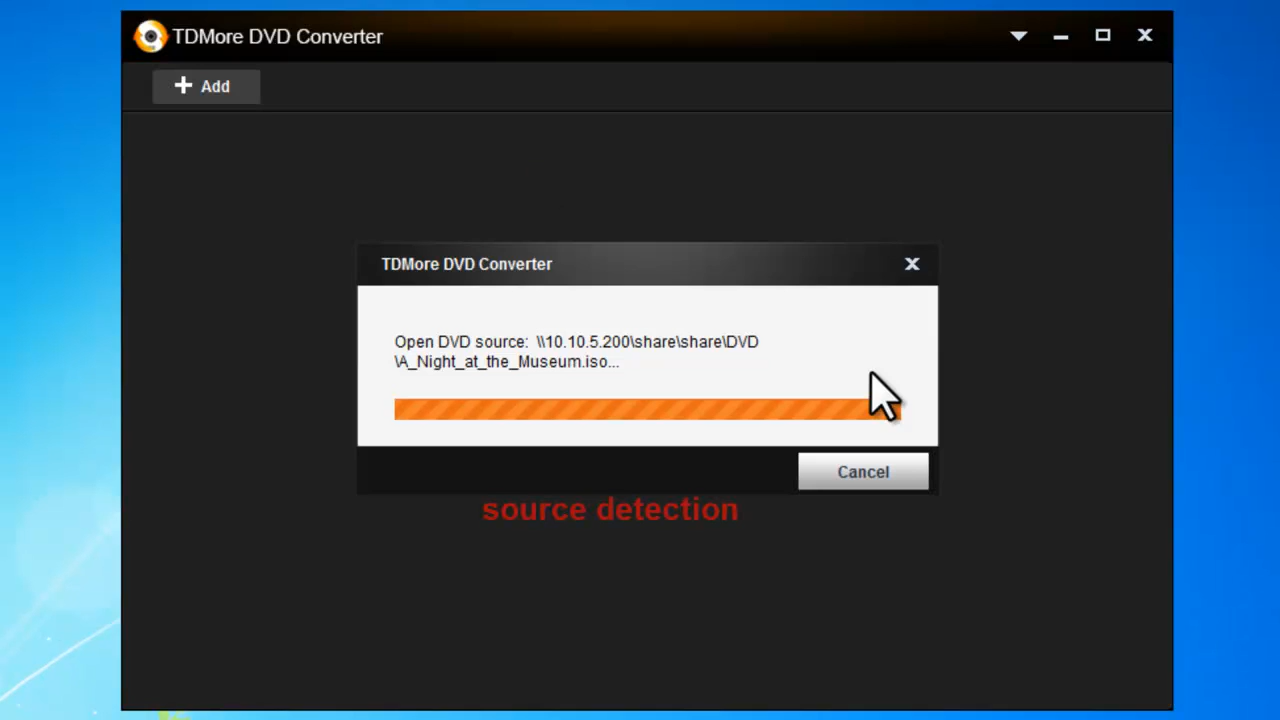 TDMore DVD Converter
Add
TDMore DVD Converter
Open DVD source: \\10.10.5.200\share\share\DVD
\A_Night_at_the_Museum.iso...
Cancel
source detection